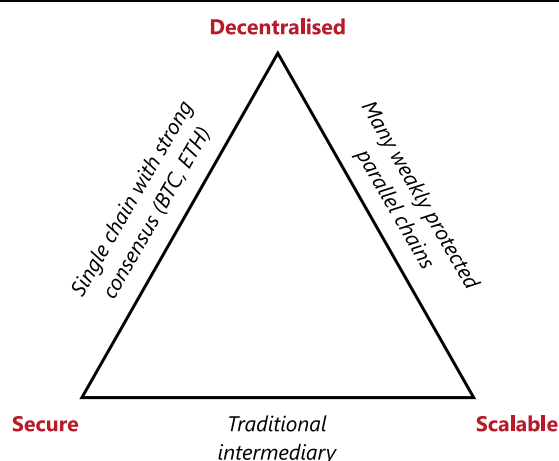 Decentralised
Single chain with strong
consensus (BTC, ETH)
Many weakly protected
parallel chains
Secure
Traditional
intermediary
Scalable